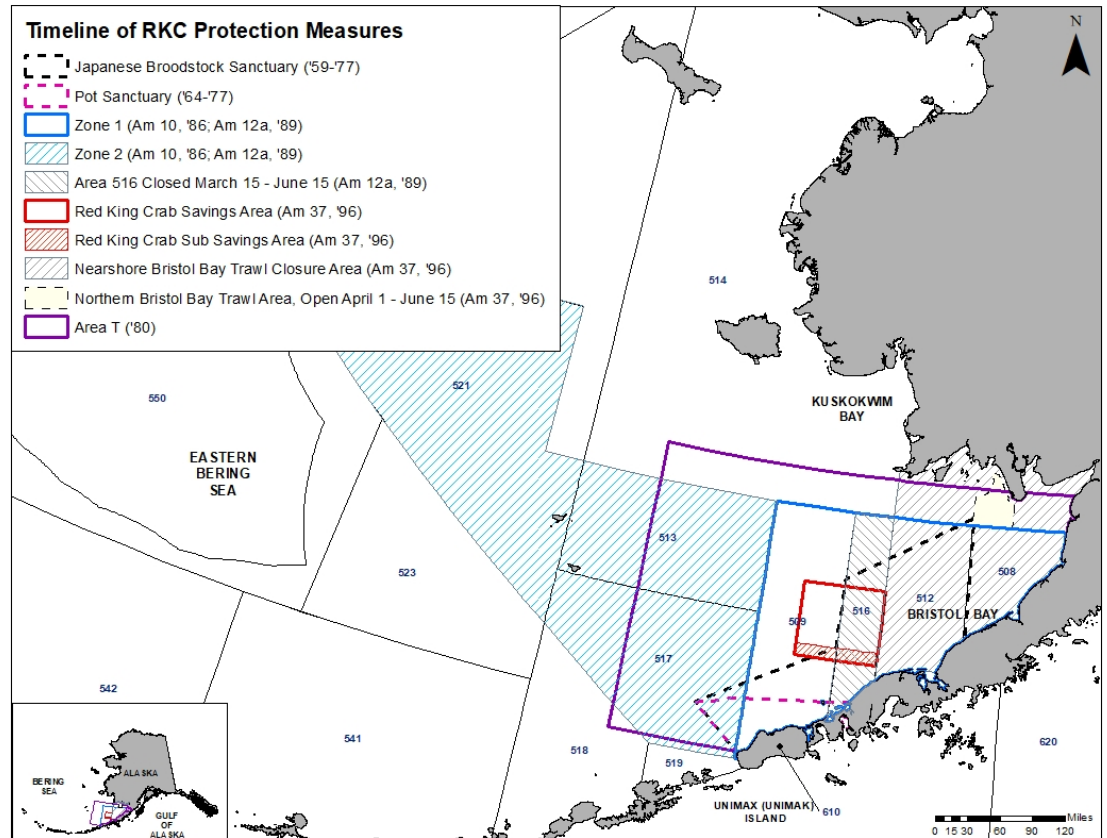 Timeline of RKC Protection Measures
Japanese Broodstock Sanctuary ('59-'77)
Pot Sanctuary ('64-'77)
Zone 1 (Am 10, '86; Am 12a, '89)
Zone 2 (Am 10, '86; Am 12a, '89)
Area 516 Closed March 15 - June 15 (Am 12a, '89)
Red King Crab Savings Area (Am 37, '96)
Red King Crab Sub Savings Area (Am 37, '96)
Nearshore Bristol Bay Trawl Closure Area (Am 37, '96)
Northern Bristol Bay Trawl Area, Open April 1 - June 15 (Am 37, '96)
Area T ('80)
N
514
550
521
KUSKOKWIM
BAY
EASTERN
BERING
SEA
513
523
508
509
516
512
BRISTOL BAY
517
542
541
518
519
620
610
UNIMAX (UNIMAK)
ISLAND
BERING
SEA
ALASKA
GULF
OF
ALASKA
Miles
0 15 30 60 90 120